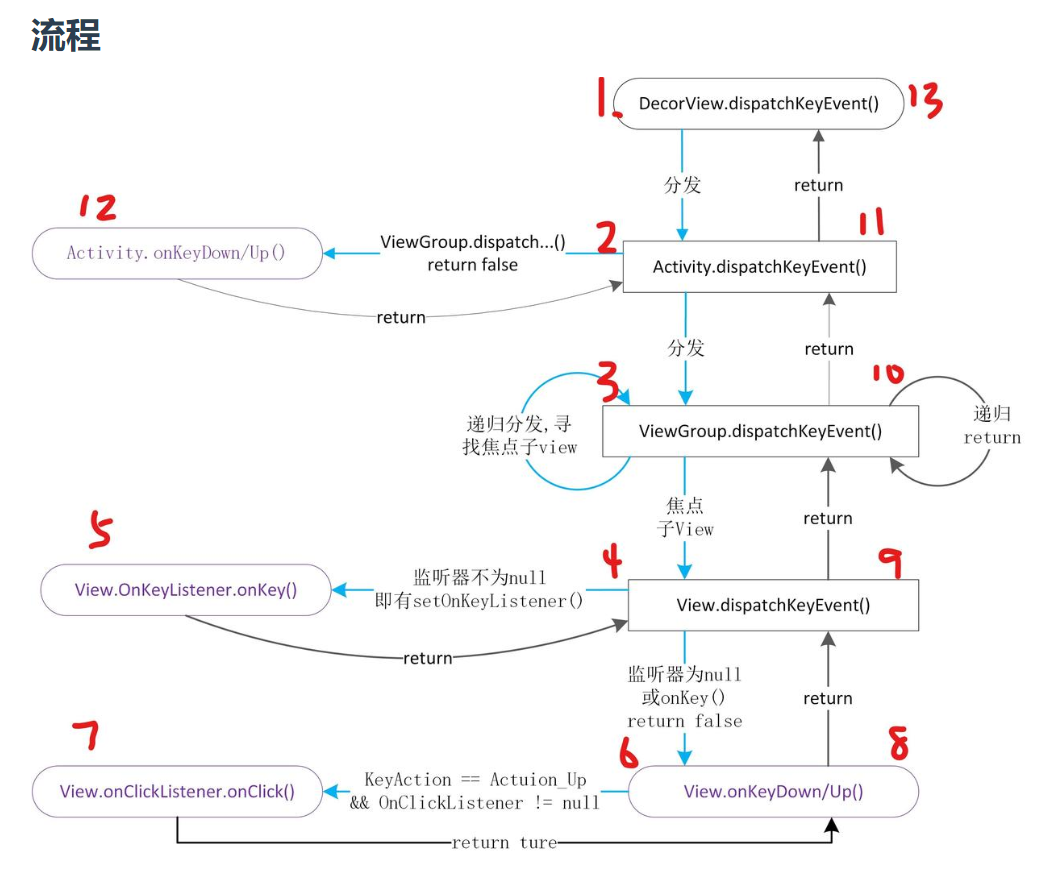 流程
1.
DecorView.dispatchKeyEvent()
13
分发
return
12
Activity.onKeyDown/Up()
ViewGroup.dispatch...()
return false
2
11
Activity.dispatchKeyEvent()
return
分发
return
3
10
递归分发,寻
找焦点子view
ViewGroup.dispatchKeyEvent()
递归
return
焦点
子View
return
5
4
9
View.OnKeyListener.onKey()
监听器不为null
即有setOnKeyListener()
View.dispatchKeyEvent()
return
监听器为null
或onKey()
return false
return
7
6
8
View.onClickListener.onClick()
KeyAction == Actuion_Up
&& OnClickListener != null
View.onKeyDown/Up()
return ture